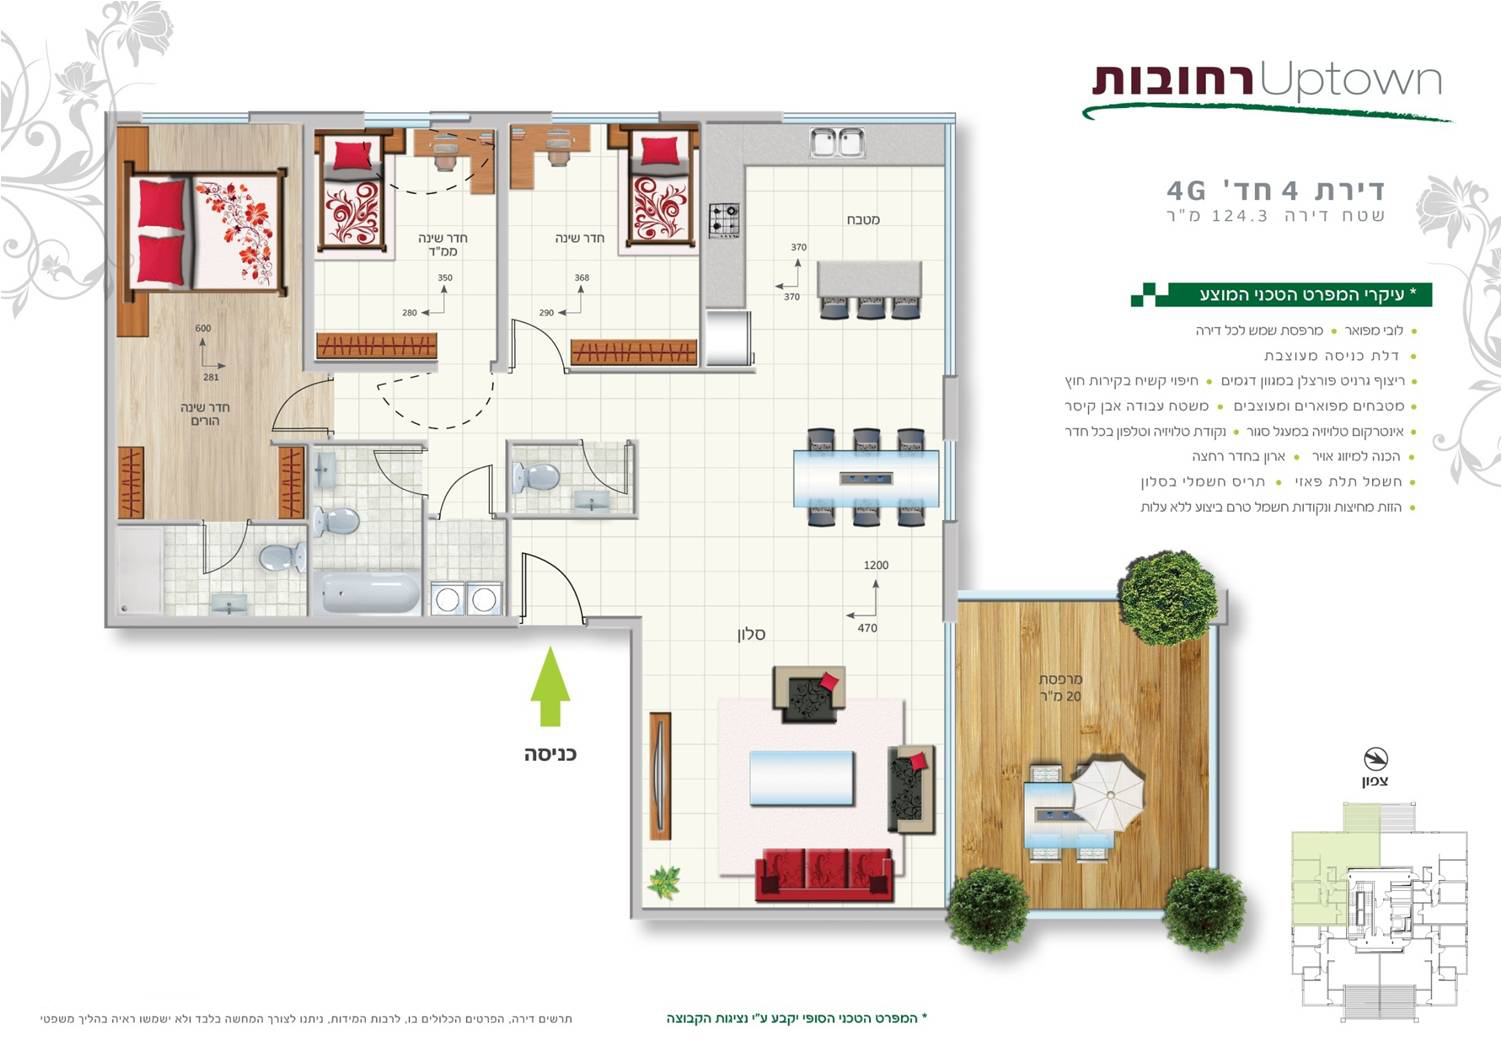 רחובות Uptown
דירת 4 חד' 4G
שטח דירה 124.3 מ"ר
* עיקרי המפרט הטכני המוצע
• לובי מפואר • מרפסת שמש לכל דירה
• דלת כניסה מעוצבת
• ריצוף גרניט פורצלן במגוון דגמים • חיפוי קשיח בקירות חוץ
• מטבחים מפוארים ומעוצבים • משטח עבודה אבן קיסר
• אינטרקום טלויזיה במעגל סגור • נקודת טלויזיה וטלפון בכל חדר
• הכנה למיזוג אויר • ארון בחדר רחצה
• חשמל תלת פאזי • תריס חשמלי בסלון
• הזזת מחיצות ונקודות חשמל טרם ביצוע ללא עלות
מטבח
370
370
חדר שינה
368
290
חדר שינה
ממ"ד
350
280
600
281
חדר שינה
הורים
1200
470
סלון
מרפסת
20 מ"ר
כניסה
צפון
* המפרט הטכני הסופי יקבע ע"י נציגות הקבוצה
תרשים דירה, הפרטים הכלולים בו, לרבות המידות, ניתנו לצורך המחשה בלבד ולא ישמשו ראיה בהליך משפטי